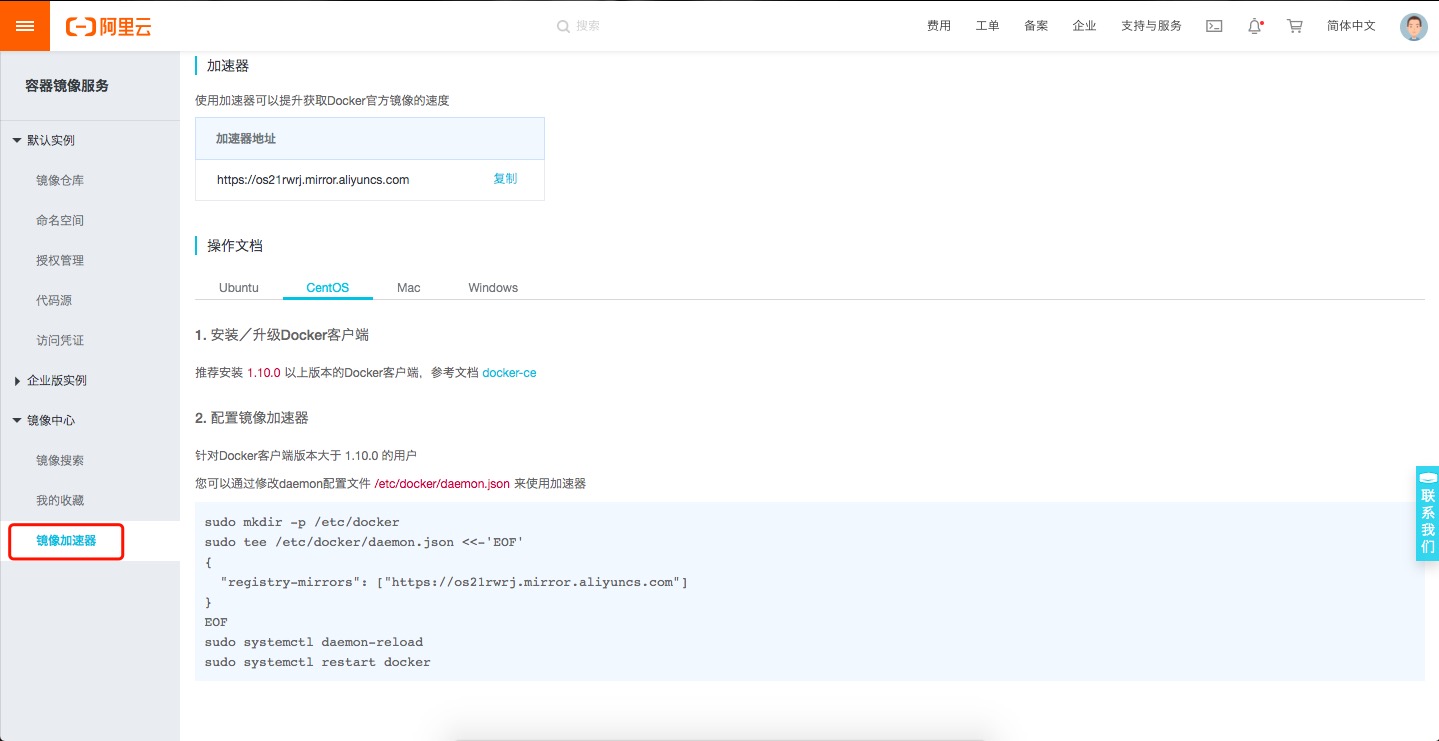 阿里云
搜索
费用 工单 备案 企业 支持与服务 简体中文
容器镜像服务
默认实例
镜像仓库
命名空间
授权管理
代码源
访问凭证
企业版实例
镜像中心
镜像搜索
我的收藏
镜像加速器
加速器
使用加速器可以提升获取Docker官方镜像的速度
加速器地址
https://os21rwrj.mirror.aliyuncs.com 复制
操作文档
Ubuntu CentOS Mac Windows
1. 安装／升级Docker客户端
推荐安装 1.10.0 以上版本的Docker客户端，参考文档 docker-ce
2. 配置镜像加速器
针对Docker客户端版本大于 1.10.0 的用户
您可以通过修改daemon配置文件 /etc/docker/daemon.json 来使用加速器
sudo mkdir -p /etc/docker
sudo tee /etc/docker/daemon.json <<-'EOF'
{
  "registry-mirrors": ["https://os21rwrj.mirror.aliyuncs.com"]
}
EOF
sudo systemctl daemon-reload
sudo systemctl restart docker
联系我们